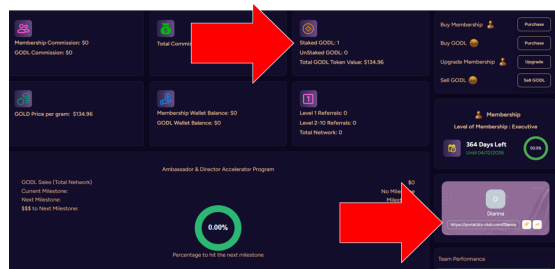 Membership Commission: $0
GODL Commission: $0
Total Commis
Staked GODL: 1
UnStaked GODL: 0
Total GODL Token Value: $134.96
Buy Membership
Purchase
Buy GODL
Purchase
Upgrade Membership
Upgrade
Sell GODL
Sell GODL
GOLD Price per gram: $134.96
Membership Wallet Balance: $0
GODL Wallet Balance: $0
Level 1 Referrals: 0
Level 2-10 Referrals: 0
Total Network: 0
Membership
Level of Membership : Executive
364 Days Left
Until 04/12/2026
99.9%
Ambassador & Director Accelerator Program
GODL Sales (Total Network)
$0
Current Milestone:
No Mile
Next Milestone:
Miles
$$$ to Next Milestone:
0.00%
Percentage to hit the next milestone
D
Dianna
Team Performance